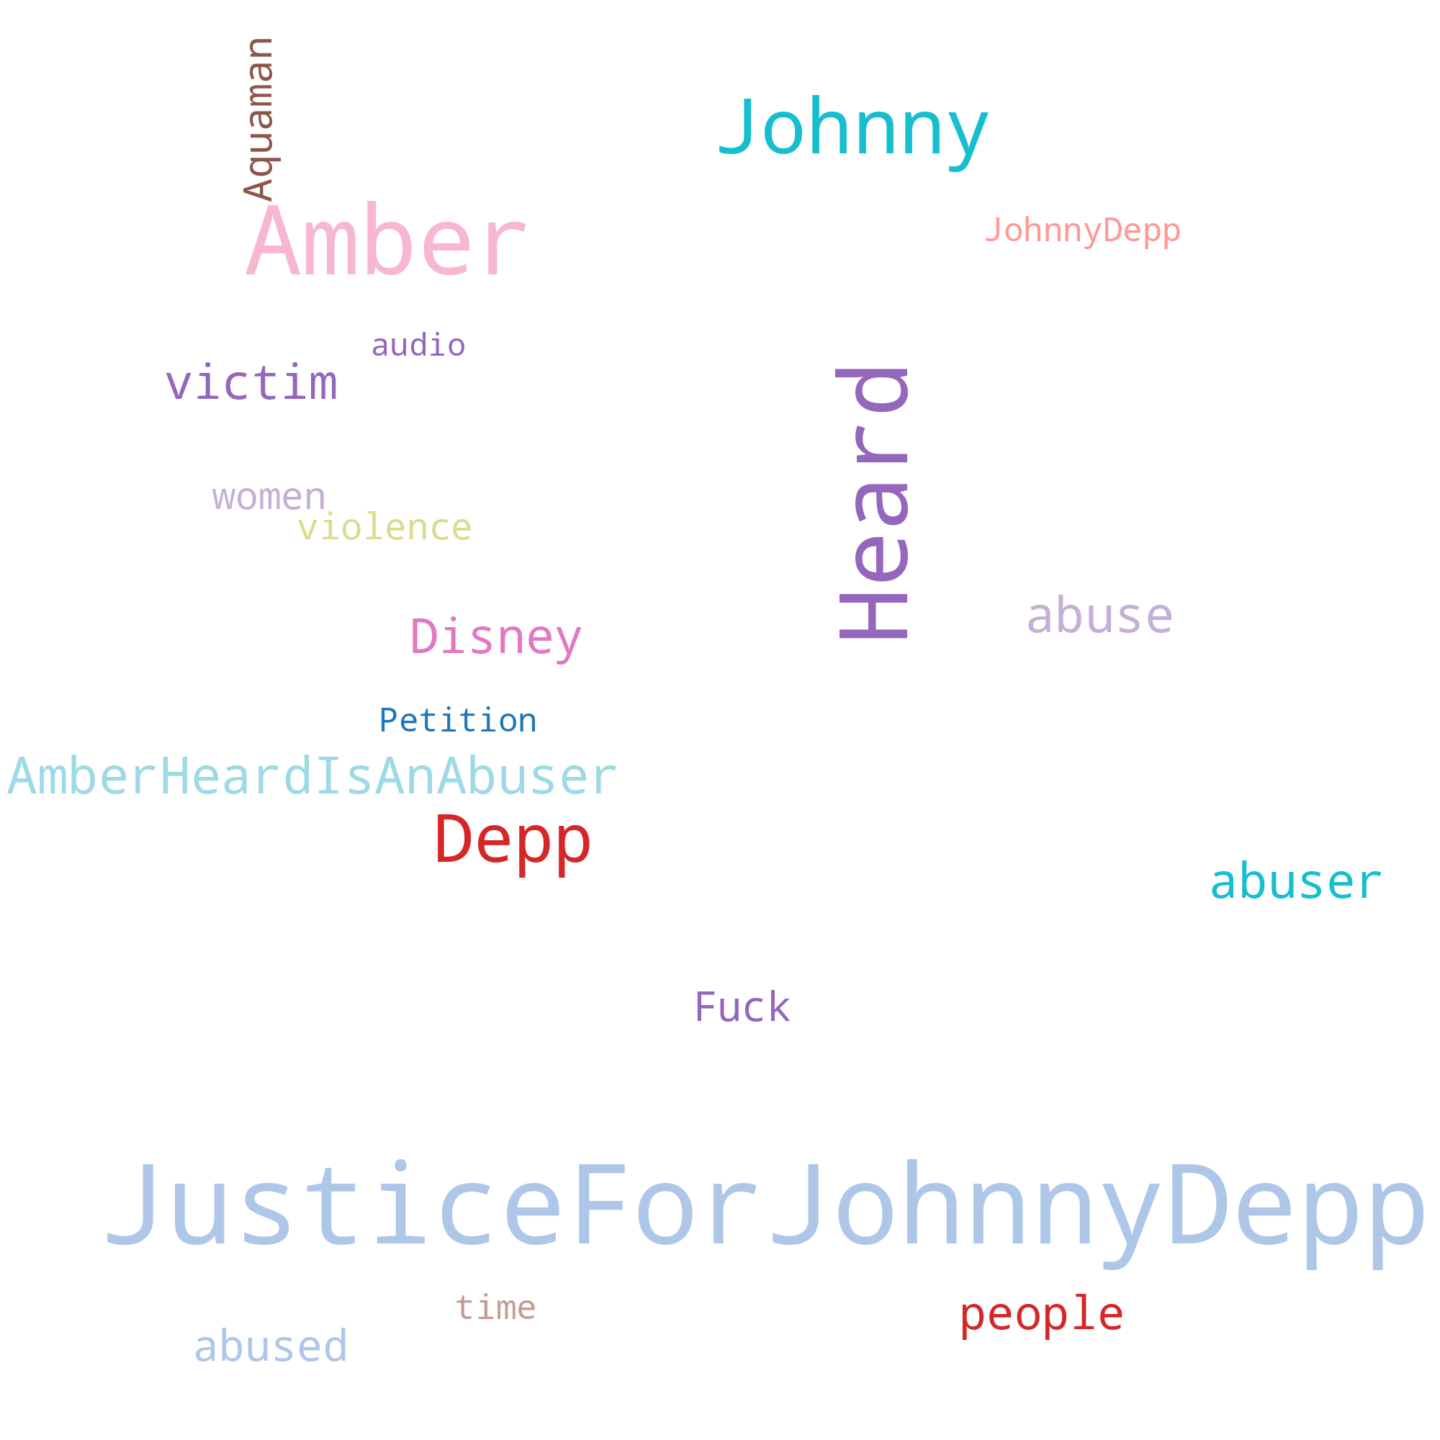 Aquaman
Johnny
Amber
JohnnyDepp
audio
victim
Heard
women
violence
abuse
Disney
Petition
AmberHeardIsAnAbuser
Depp
abuser
Fuck
JusticeForJohnnyDepp
time
people
abused